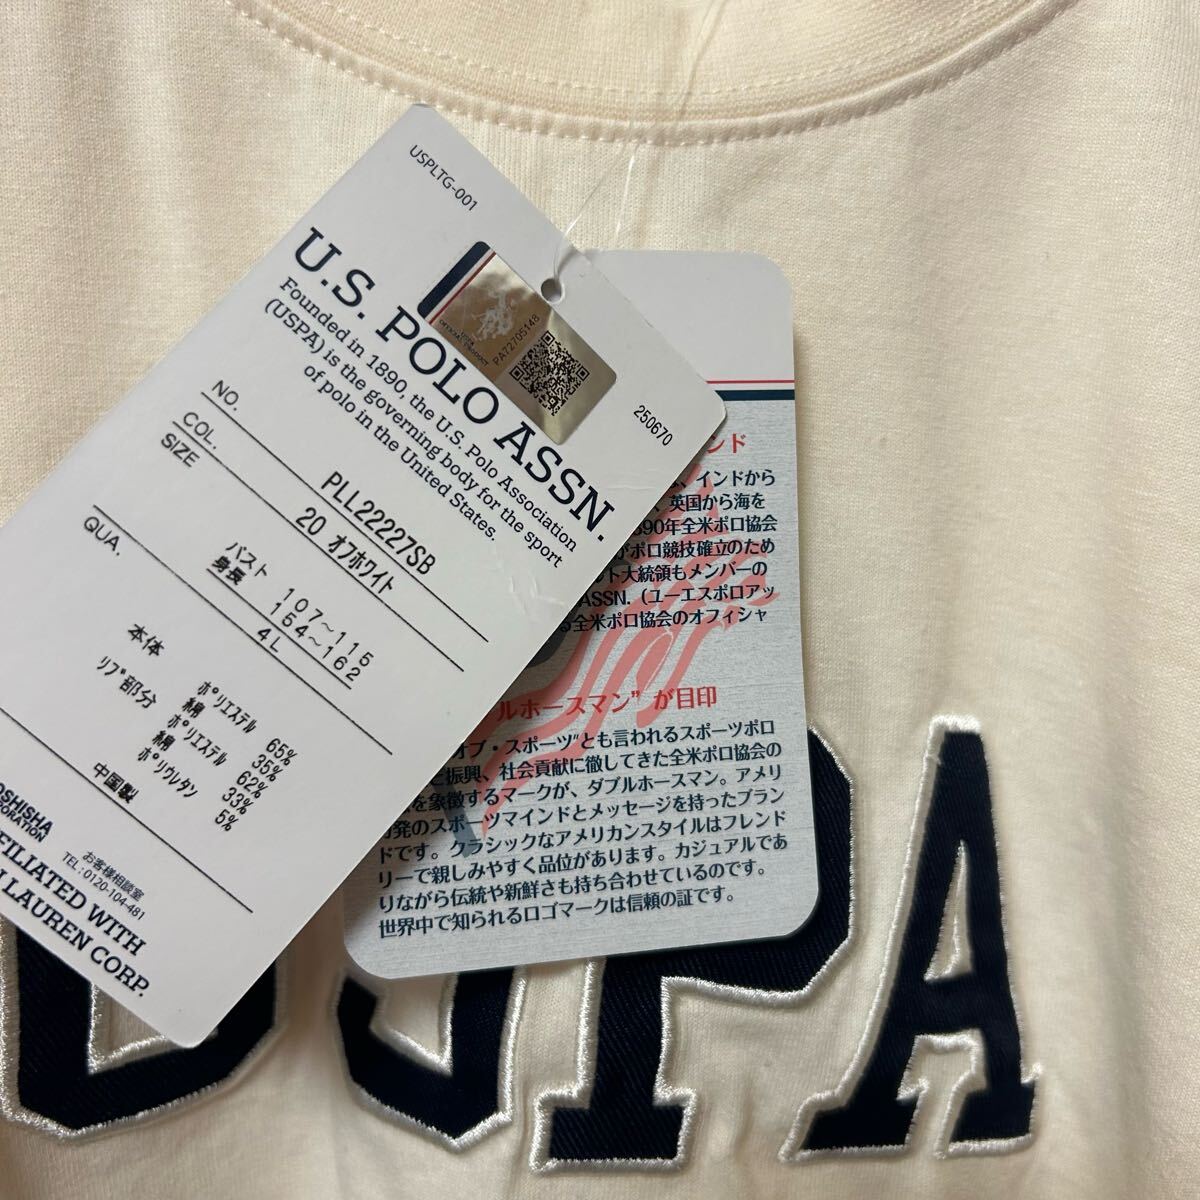 USPLTG-001
U.S. POLO ASSN.
Founded in 1890, the U.S. Polo Association
(USPA) is the governing body for the sport
of polo in the United States.
USPA
OFFICIAL PRODUCT
PA72705148
250670
NO. PLL22227SB
COL. 20 オフホワイト
SIZE
バスト 107~115
身長 154~162
4L
QUA.
本体 ポリエステル 65%
綿 35%
リブ部分 ポリエステル 62%
綿 33%
ポリウレタン 5%
中国製
OSHISHA
ORPORATION
お客様相談室
TEL:0120-104-481
FILIATED WITH
LAUREN CORP.
ンド
、インドから
、英国から海を
890年全米ポロ協会
がポロ競技確立のため
ト大統領もメンバーの
ASSN.（ユーエスポロアッ
る全米ポロ協会のオフィシャ
ルホースマン”が目印
オブ・スポーツ"とも言われるスポーツポロ
と振興、社会貢献に徹してきた全米ポロ協会の
を象徴するマークが、ダブルホースマン。アメリ
発のスポーツマインドとメッセージを持ったブラン
ドです。クラシックなアメリカンスタイルはフレンド
リーで親しみやすく品位があります。カジュアルであ
りながら伝統や新鮮さも持ち合わせているのです。
世界中で知られるロゴマークは信頼の証です。
USPA